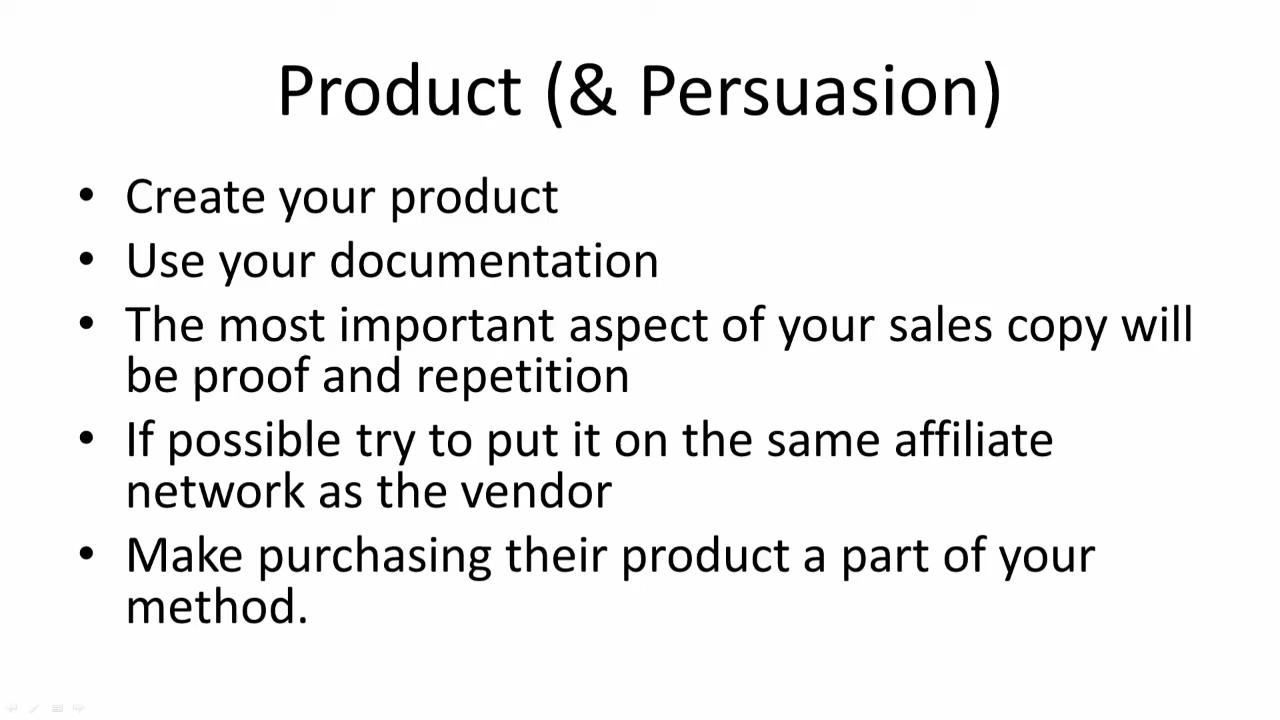 Product (& Persuasion)
• Create your product
• Use your documentation
• The most important aspect of your sales copy will
be proof and repetition
• If possible try to put it on the same affiliate
network as the vendor
• Make purchasing their product a part of your
method.